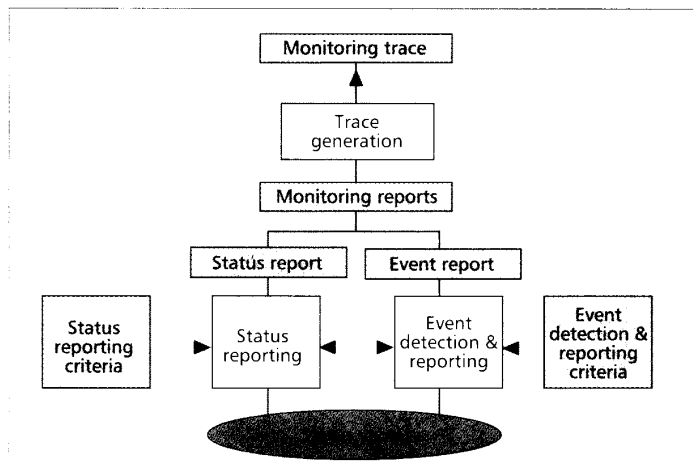 Monitoring trace
Trace
generation
Monitoring reports
Status report
Event report
Status
reporting
criteria
Status
reporting
Event
detection &
reporting
Event
detection &
reporting
criteria